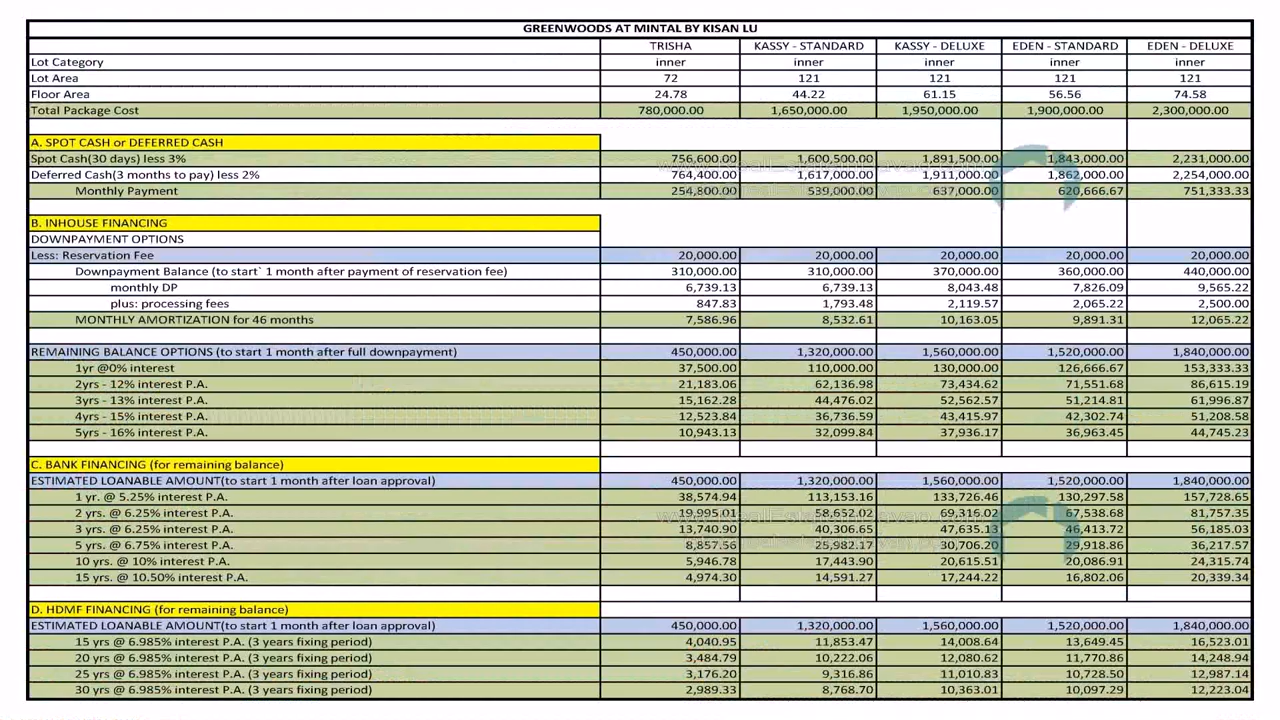 GREENWOODS AT MINTAL BY KISAN LU
TRISHA KASSY - STANDARD KASSY - DELUXE EDEN - STANDARD EDEN - DELUXE
Lot Category inner inner inner inner inner
Lot Area 72 121 121 121 121
Floor Area 24.78 44.22 61.15 56.56 74.58
Total Package Cost 780,000.00 1,650,000.00 1,950,000.00 1,900,000.00 2,300,000.00
A. SPOT CASH or DEFERRED CASH
Spot Cash(30 days) less 3% 756,600.00 1,600,500.00 1,891,500.00 1,843,000.00 2,231,000.00
Deferred Cash(3 months to pay) less 2% 764,400.00 1,617,000.00 1,911,000.00 1,862,000.00 2,254,000.00
Monthly Payment 254,800.00 539,000.00 637,000.00 620,666.67 751,333.33
B. INHOUSE FINANCING
DOWNPAYMENT OPTIONS
Less: Reservation Fee 20,000.00 20,000.00 20,000.00 20,000.00 20,000.00
Downpayment Balance (to start` 1 month after payment of reservation fee) 310,000.00 310,000.00 370,000.00 360,000.00 440,000.00
monthly DP 6,739.13 6,739.13 8,043.48 7,826.09 9,565.22
plus: processing fees 847.83 1,793.48 2,119.57 2,065.22 2,500.00
MONTHLY AMORTIZATION for 46 months 7,586.96 8,532.61 10,163.05 9,891.31 12,065.22
REMAINING BALANCE OPTIONS (to start 1 month after full downpayment) 450,000.00 1,320,000.00 1,560,000.00 1,520,000.00 1,840,000.00
1yr @0% interest 37,500.00 110,000.00 130,000.00 126,666.67 153,333.33
2yrs - 12% interest P.A. 21,183.06 62,136.98 73,434.62 71,551.68 86,615.19
3yrs - 13% interest P.A. 15,162.28 44,476.02 52,562.57 51,214.81 61,996.87
4yrs - 15% interest P.A. 12,523.84 36,736.59 43,415.97 42,302.74 51,208.58
5yrs - 16% interest P.A. 10,943.13 32,099.84 37,936.17 36,963.45 44,745.23
C. BANK FINANCING (for remaining balance)
ESTIMATED LOANABLE AMOUNT(to start 1 month after loan approval) 450,000.00 1,320,000.00 1,560,000.00 1,520,000.00 1,840,000.00
1 yr. @ 5.25% interest P.A. 38,574.94 113,153.16 133,726.46 130,297.58 157,728.65
2 yrs. @ 6.25% interest P.A. 19,995.01 58,652.02 69,316.02 67,538.68 81,757.35
3 yrs. @ 6.25% interest P.A. 13,740.90 40,306.65 47,635.13 46,413.72 56,185.03
5 yrs. @ 6.75% interest P.A. 8,857.56 25,982.17 30,706.20 29,918.86 36,217.57
10 yrs. @ 10% interest P.A. 5,946.78 17,443.90 20,615.51 20,086.91 24,315.74
15 yrs. @ 10.50% interest P.A. 4,974.30 14,591.27 17,244.22 16,802.06 20,339.34
D. HDMF FINANCING (for remaining balance)
ESTIMATED LOANABLE AMOUNT(to start 1 month after loan approval) 450,000.00 1,320,000.00 1,560,000.00 1,520,000.00 1,840,000.00
15 yrs @ 6.985% interest P.A. (3 years fixing period) 4,040.95 11,853.47 14,008.64 13,649.45 16,523.01
20 yrs @ 6.985% interest P.A. (3 years fixing period) 3,484.79 10,222.06 12,080.62 11,770.86 14,248.94
25 yrs @ 6.985% interest P.A. (3 years fixing period) 3,176.20 9,316.86 11,010.83 10,728.50 12,987.14
30 yrs @ 6.985% interest P.A. (3 years fixing period) 2,989.33 8,768.70 10,363.01 10,097.29 12,223.04